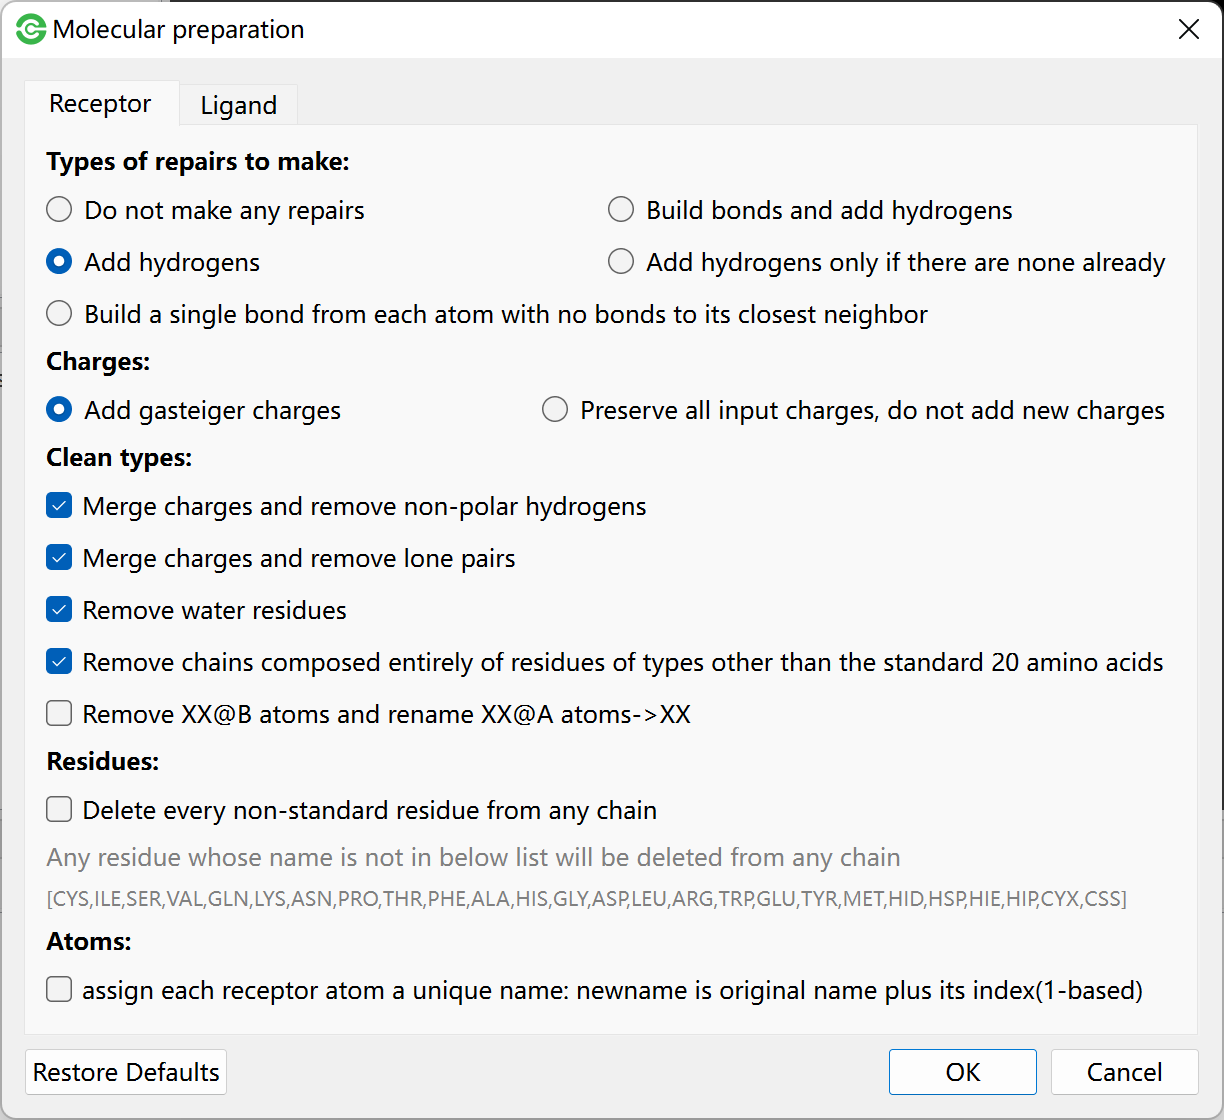 Molecular preparation
Receptor
Ligand
Types of repairs to make:
Do not make any repairs
Build bonds and add hydrogens
Add hydrogens
Add hydrogens only if there are none already
Build a single bond from each atom with no bonds to its closest neighbor
Charges:
Add gasteiger charges
Preserve all input charges, do not add new charges
Clean types:
Merge charges and remove non-polar hydrogens
Merge charges and remove lone pairs
Remove water residues
Remove chains composed entirely of residues of types other than the standard 20 amino acids
Remove XX@B atoms and rename XX@A atoms->XX
Residues:
Delete every non-standard residue from any chain
Any residue whose name is not in below list will be deleted from any chain
[CYS,ILE,SER,VAL,GLN,LYS,ASN,PRO,THR,PHE,ALA,HIS,GLY,ASP,LEU,ARG,TRP,GLU,TYR,MET,HID,HSP,HIE,HIP,CYX,CSS]
Atoms:
assign each receptor atom a unique name: newname is original name plus its index(1-based)
Restore Defaults
OK
Cancel